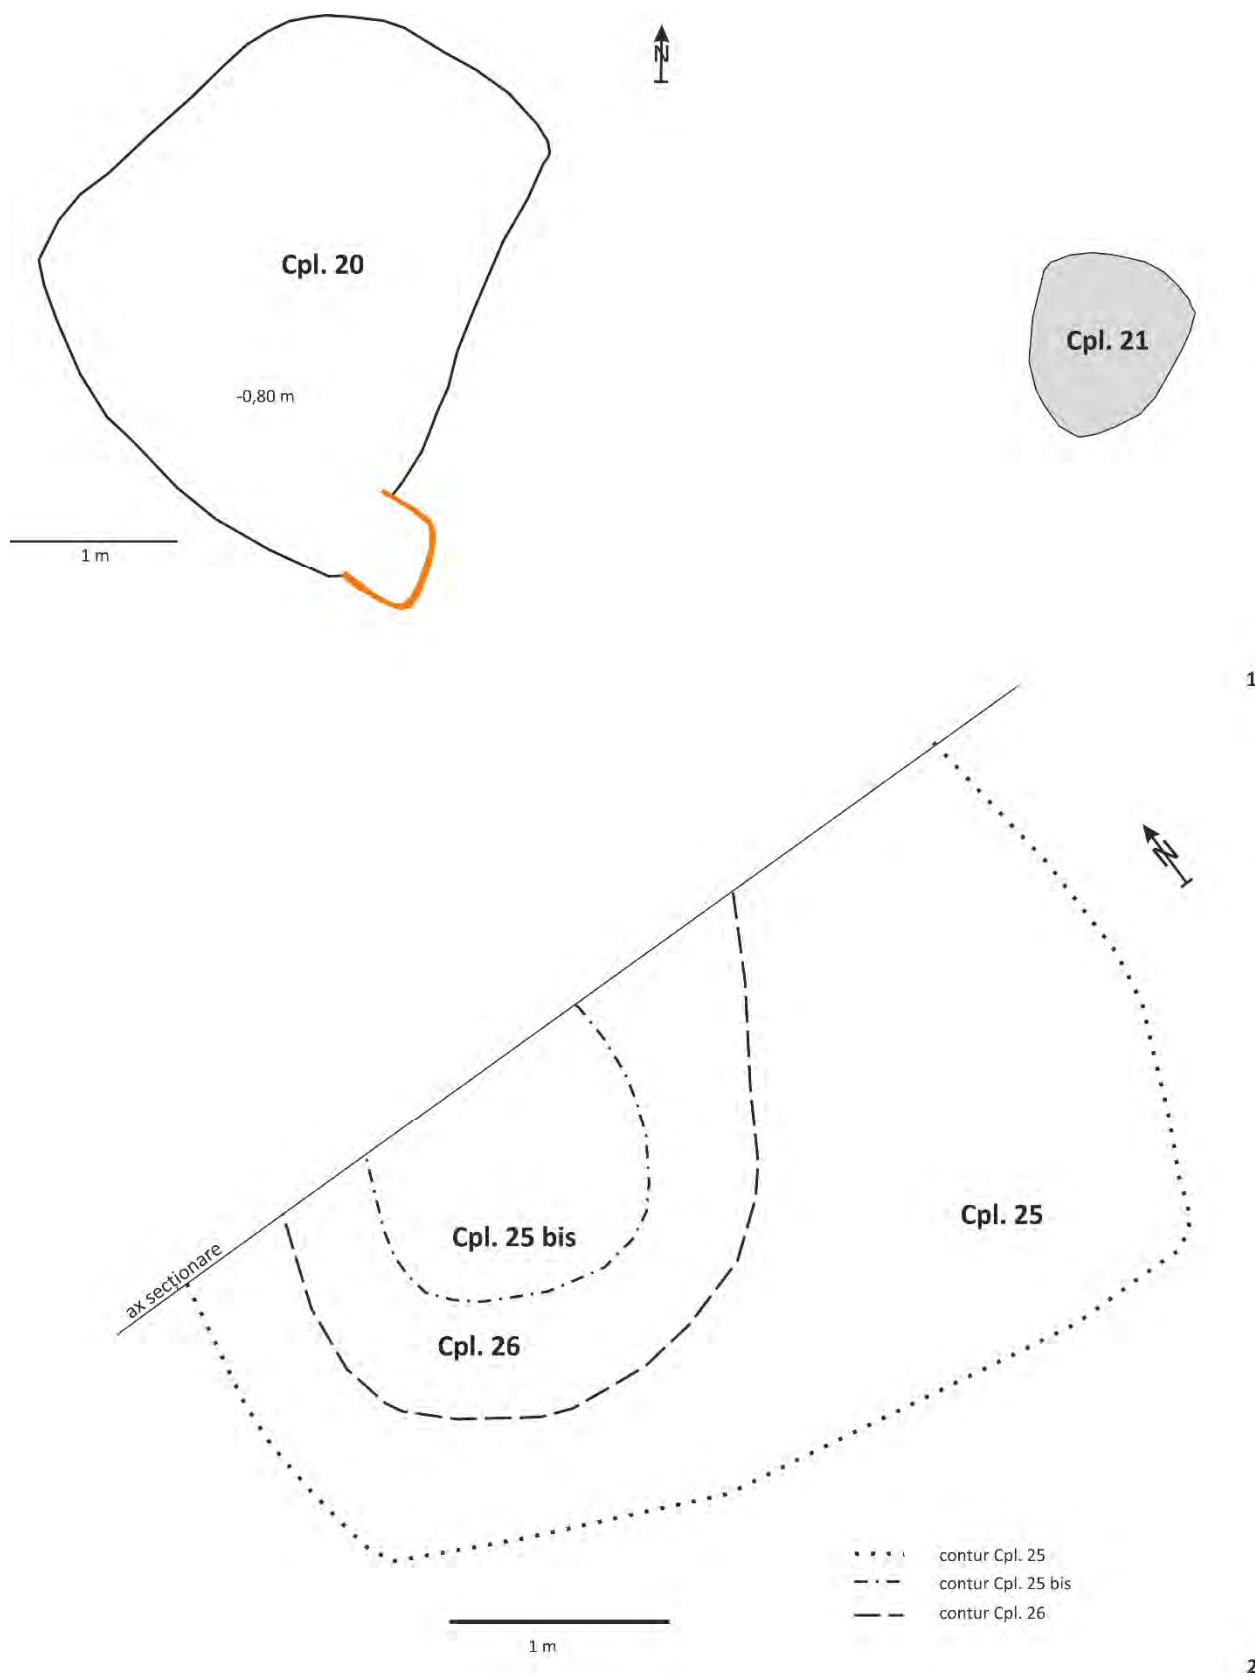 N
Cpl. 20
Cpl. 21
-0,80 m
1 m
1
N
Cpl. 25
Cpl. 25 bis
ax sectionare
Cpl. 26
contur Cpl. 25
contur Cpl. 25 bis
contur Cpl. 26
1 m
2